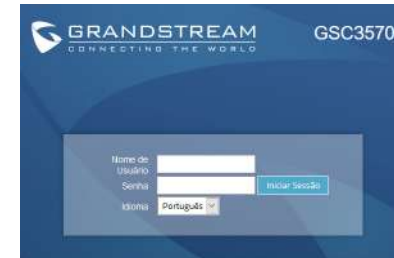 GRANDSTREAM GSC3570
CONNECTING THE WORLD
Nome de
Usuário
Senha Iniciar Sessão
Idioma Português